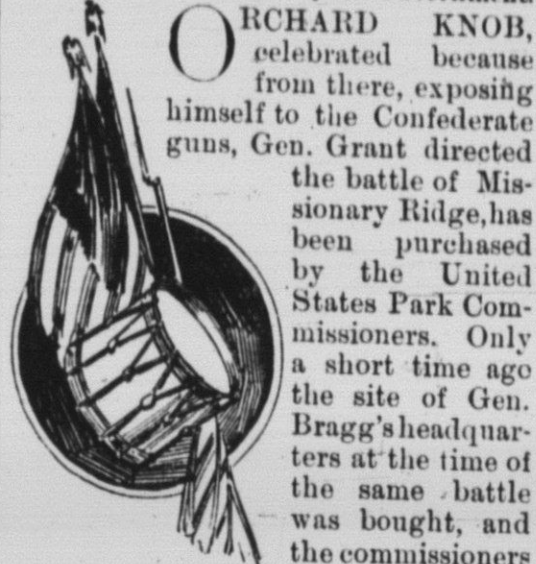 ORCHARD KNOB,
celebrated because
from there, exposing
himself to the Confederate
guns, Gen. Grant directed
the battle of Mis-
sionary Ridge, has
been purchased
by the United
States Park Com-
missioners. Only
a short time ago
the site of Gen.
Bragg's headquar-
ters at the time of
the same battle
was bought, and
the commissioners